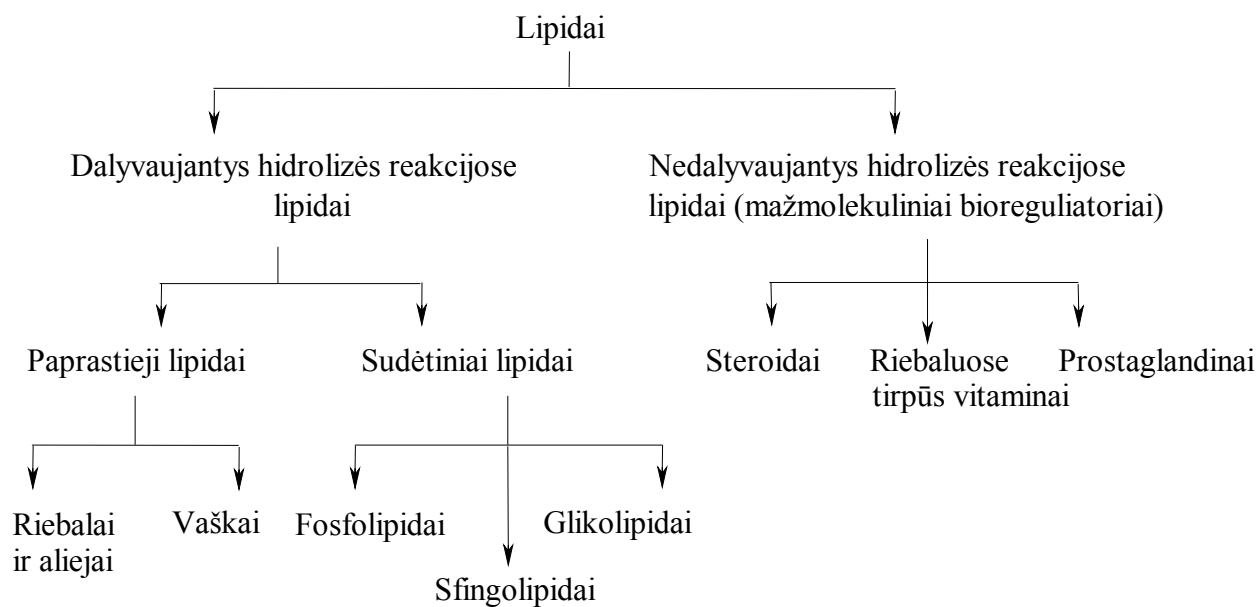 Lipidai
Dalyvaujantys hidrolizės reakcijose
lipidai
Nedalyvaujantys hidrolizės reakcijose
lipidai (mažmolekuliniai bioreguliatoriai)
Paprastieji lipidai
Sudėtiniai lipidai
Steroidai
Riebaluose
tirpūs vitaminai
Prostaglandinai
Riebalai
ir aliejai
Vaškai
Fosfolipidai
Sfingolipidai
Glikolipidai